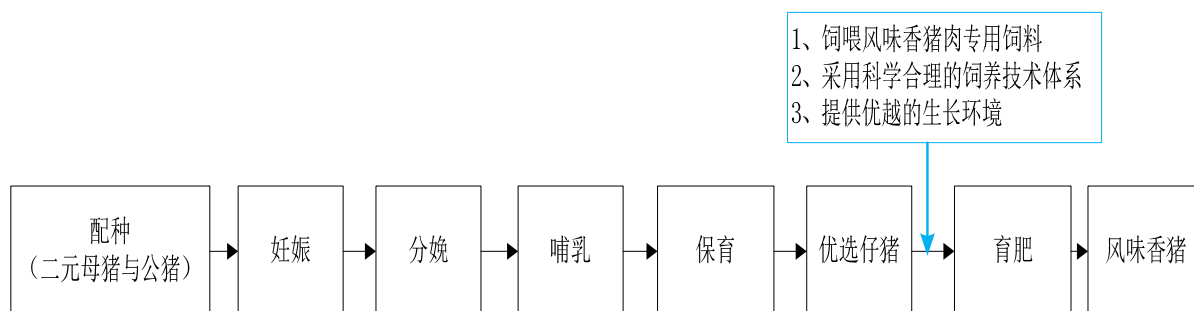 1、饲喂风味香猪肉专用饲料
2、采用科学合理的饲养技术体系
3、提供优越的生长环境
配种
（二元母猪与公猪）
妊娠
分娩
哺乳
保育
优选仔猪
育肥
风味香猪